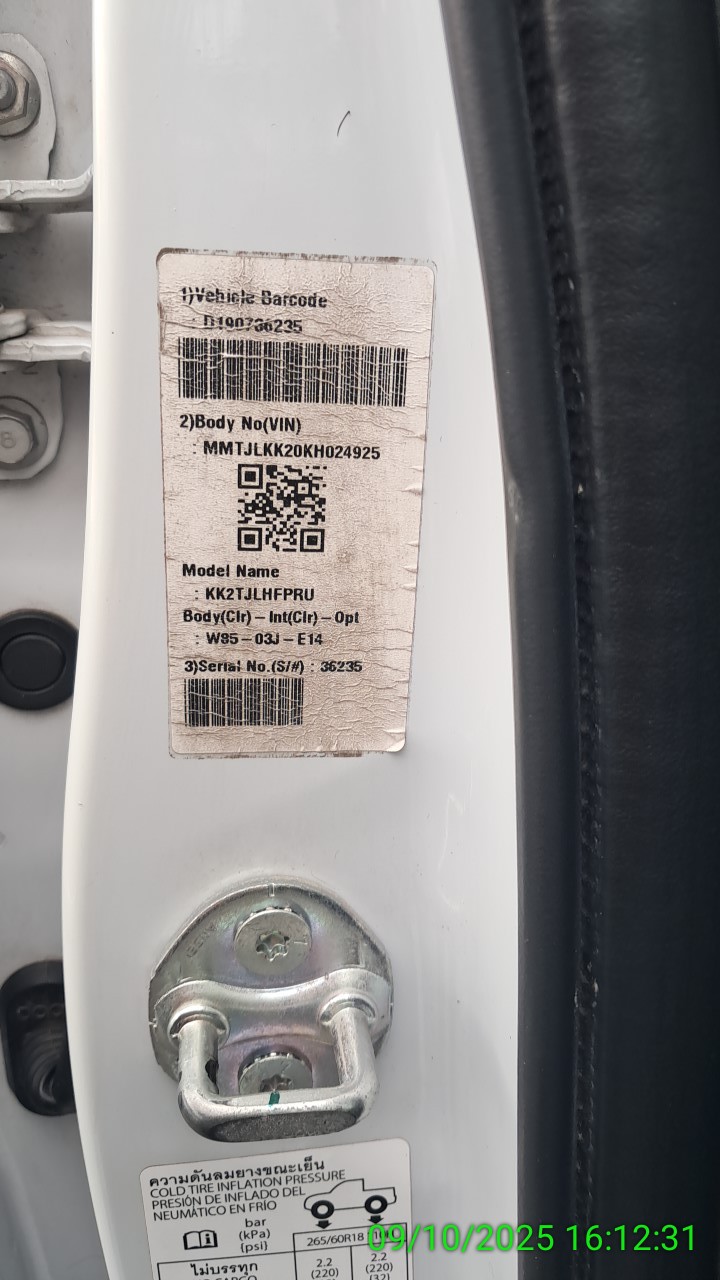 1)Vehicle Barcode
: D190736235
2)Body No(VIN)
: MMTJLKK20KH024925
Model Name
: KK2TJLHFPRU
Body(Clr)-Int(Clr)-Opt
: W85-03J-E14
3)Serial No.(S/#) : 36235
8
ความดันลมยางขณะเย็น
COLD TIRE INFLATION PRESSURE
PRESIÓN DE INFLADO DEL
NEUMÁTICO EN FRÍO
bar
(kPa)
[psi]
265/60R18
ไม่บรรทุก
2.2
(220)
2.2
(220)
(32)
09/10/2025 16:12:31